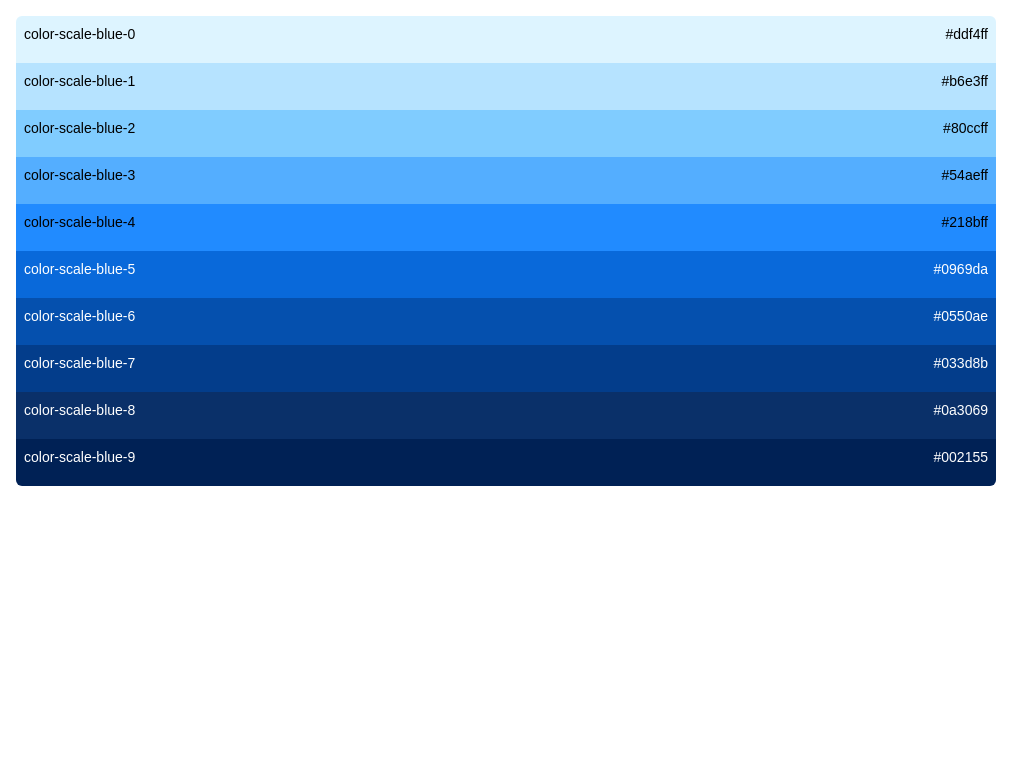 color-scale-blue-0 #ddf4ff
color-scale-blue-1 #b6e3ff
color-scale-blue-2 #80ccff
color-scale-blue-3 #54aeff
color-scale-blue-4 #218bff
color-scale-blue-5 #0969da
color-scale-blue-6 #0550ae
color-scale-blue-7 #033d8b
color-scale-blue-8 #0a3069
color-scale-blue-9 #002155